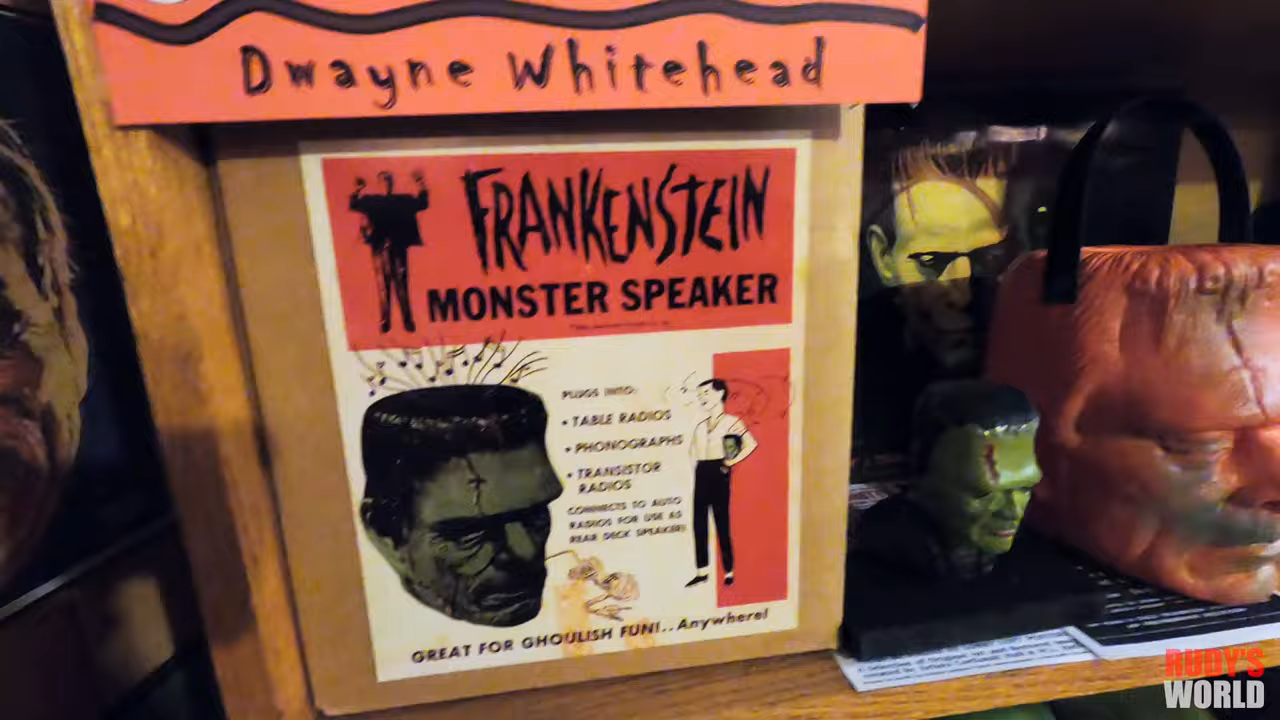 Dwayne Whitehead
FRANKENSTEIN
MONSTER SPEAKER
PLUGS INTO:
• TABLE RADIOS
• PHONOGRAPHS
• TRANSISTOR
RADIOS
CONNECTS TO AUTO
RADIOS FOR USE AS
REAR DECK SPEAKER!
GREAT FOR GHOULISH FUN!.. Anywhere!
RUDY'S
WORLD